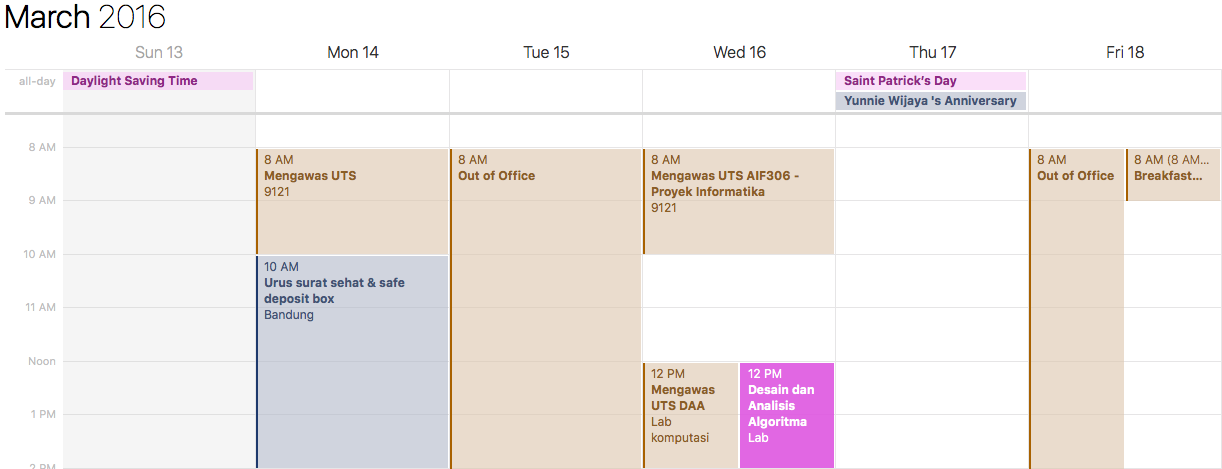 March 2016
Sun 13
Mon 14
Tue 15
Wed 16
Thu 17
Fri 18
all-day
Daylight Saving Time
Saint Patrick's Day
Yunnie Wijaya 's Anniversary
8 AM
9 AM
10 AM
11 AM
Noon
1 PM
2 PM
8 AM
Mengawas UTS
9121
10 AM
Urus surat sehat & safe
deposit box
Bandung
8 AM
Out of Office
8 AM
Mengawas UTS AIF306 -
Proyek Informatika
9121
12 PM
Mengawas
UTS DAA
Lab
komputasi
12 PM
Desain dan
Analisis
Algoritma
Lab
8 AM
Out of Office
8 AM (8 AM...
Breakfast...